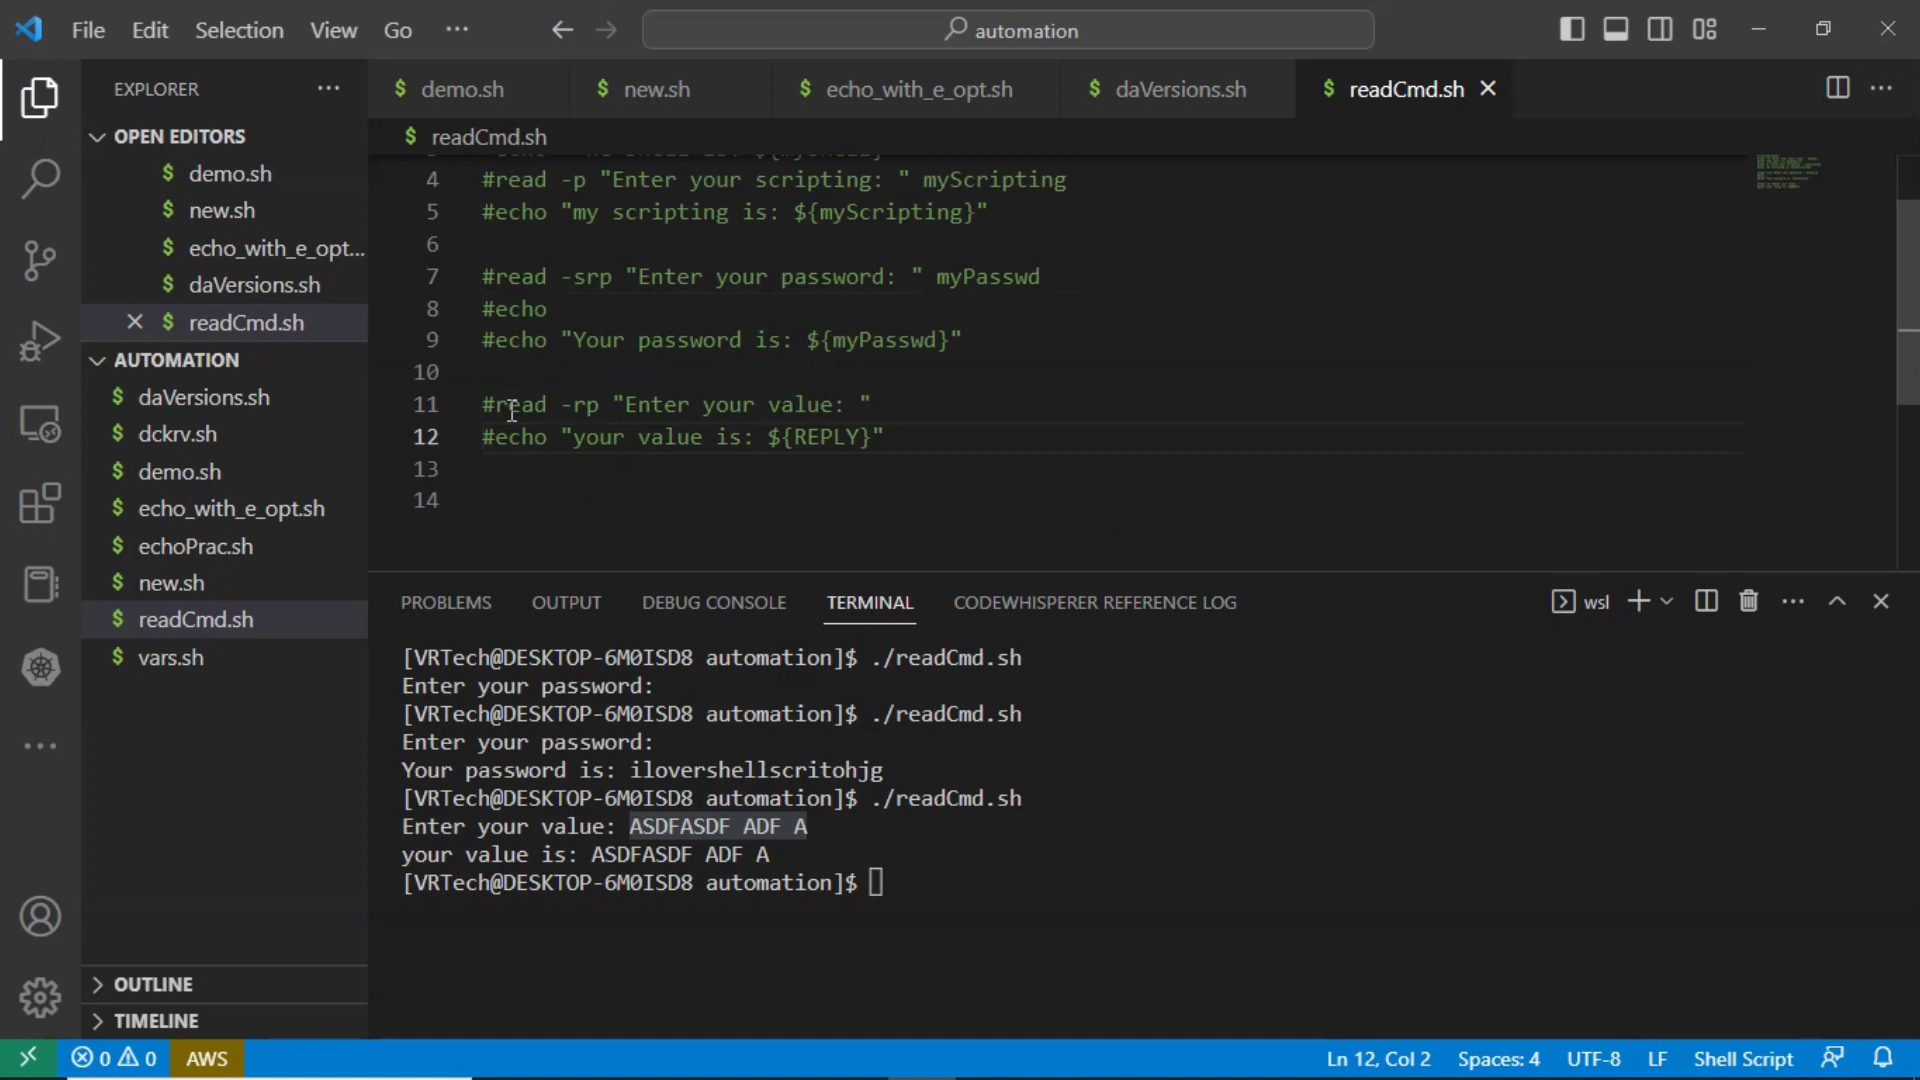 File Edit Selection View Go ··· automation
EXPLORER ···
OPEN EDITORS
demo.sh
new.sh
echo_with_e_opt...
daVersions.sh
readCmd.sh
AUTOMATION
daVersions.sh
dckrv.sh
demo.sh
echo_with_e_opt.sh
echoPrac.sh
new.sh
readCmd.sh
vars.sh
OUTLINE
TIMELINE
$ demo.sh $ new.sh $ echo_with_e_opt.sh $ daVersions.sh $ readCmd.sh
$ readCmd.sh
4 #read -p "Enter your scripting: " myScripting
5 #echo "my scripting is: ${myScripting}"
6
7 #read -srp "Enter your password: " myPasswd
8 #echo
9 #echo "Your password is: ${myPasswd}"
10
11 #read -rp "Enter your value: "
12 #echo "your value is: ${REPLY}"
13
14
PROBLEMS OUTPUT DEBUG CONSOLE TERMINAL CODEWHISPERER REFERENCE LOG wsl
[VRTech@DESKTOP-6M0ISD8 automation]$ ./readCmd.sh
Enter your password:
[VRTech@DESKTOP-6M0ISD8 automation]$ ./readCmd.sh
Enter your password:
Your password is: ilovershellscritohjg
[VRTech@DESKTOP-6M0ISD8 automation]$ ./readCmd.sh
Enter your value: ASDFASDF ADF A
your value is: ASDFASDF ADF A
[VRTech@DESKTOP-6M0ISD8 automation]$
0 0 AWS Ln 12, Col 2 Spaces: 4 UTF-8 LF Shell Script